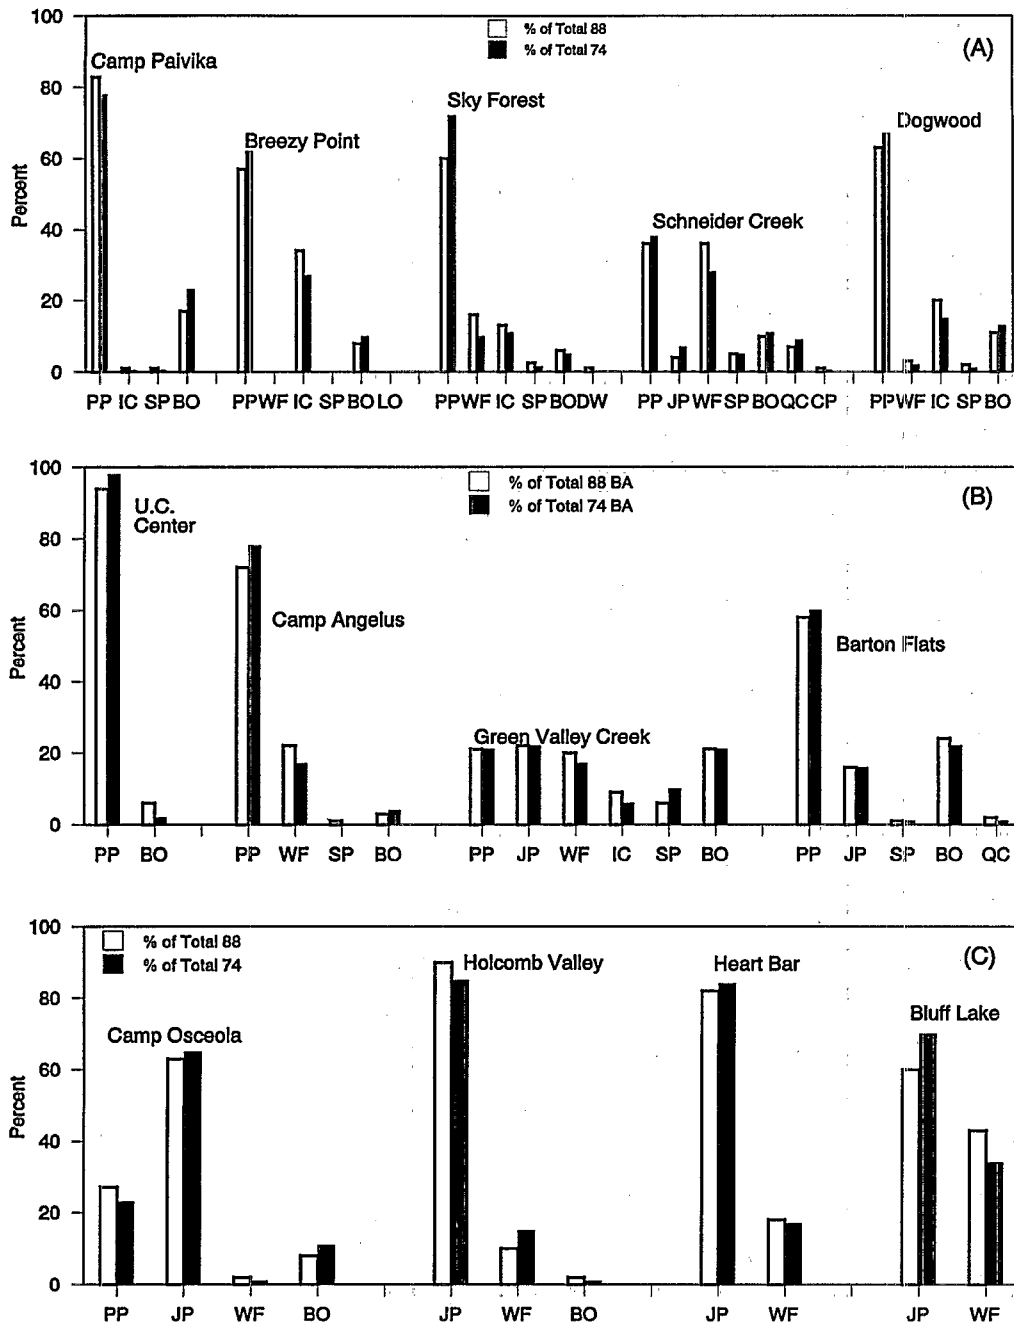 100
% of Total 88
% of Total 74
(A)
Camp Paivika
80
Sky Forest
Dogwood
Breezy Point
60
Percent
Schneider Creek
40
20
0
PP IC SP BO PP WF IC SP BO LO PP WF IC SP BO DW PP JP WF SP BO QC CP PP WF IC SP BO
100
% of Total 88 BA
% of Total 74 BA
(B)
U.C.
Center
80
Camp Angelus
60
Barton Flats
Percent
40
Green Valley Creek
20
0
PP BO PP WF SP BO PP JP WF IC SP BO PP JP SP BO QC
100
% of Total 88
% of Total 74
(C)
Holcomb Valley
Heart Bar
80
Bluff Lake
Camp Osceola
60
Percent
40
20
0
PP JP WF BO JP WF BO JP WF JP WF